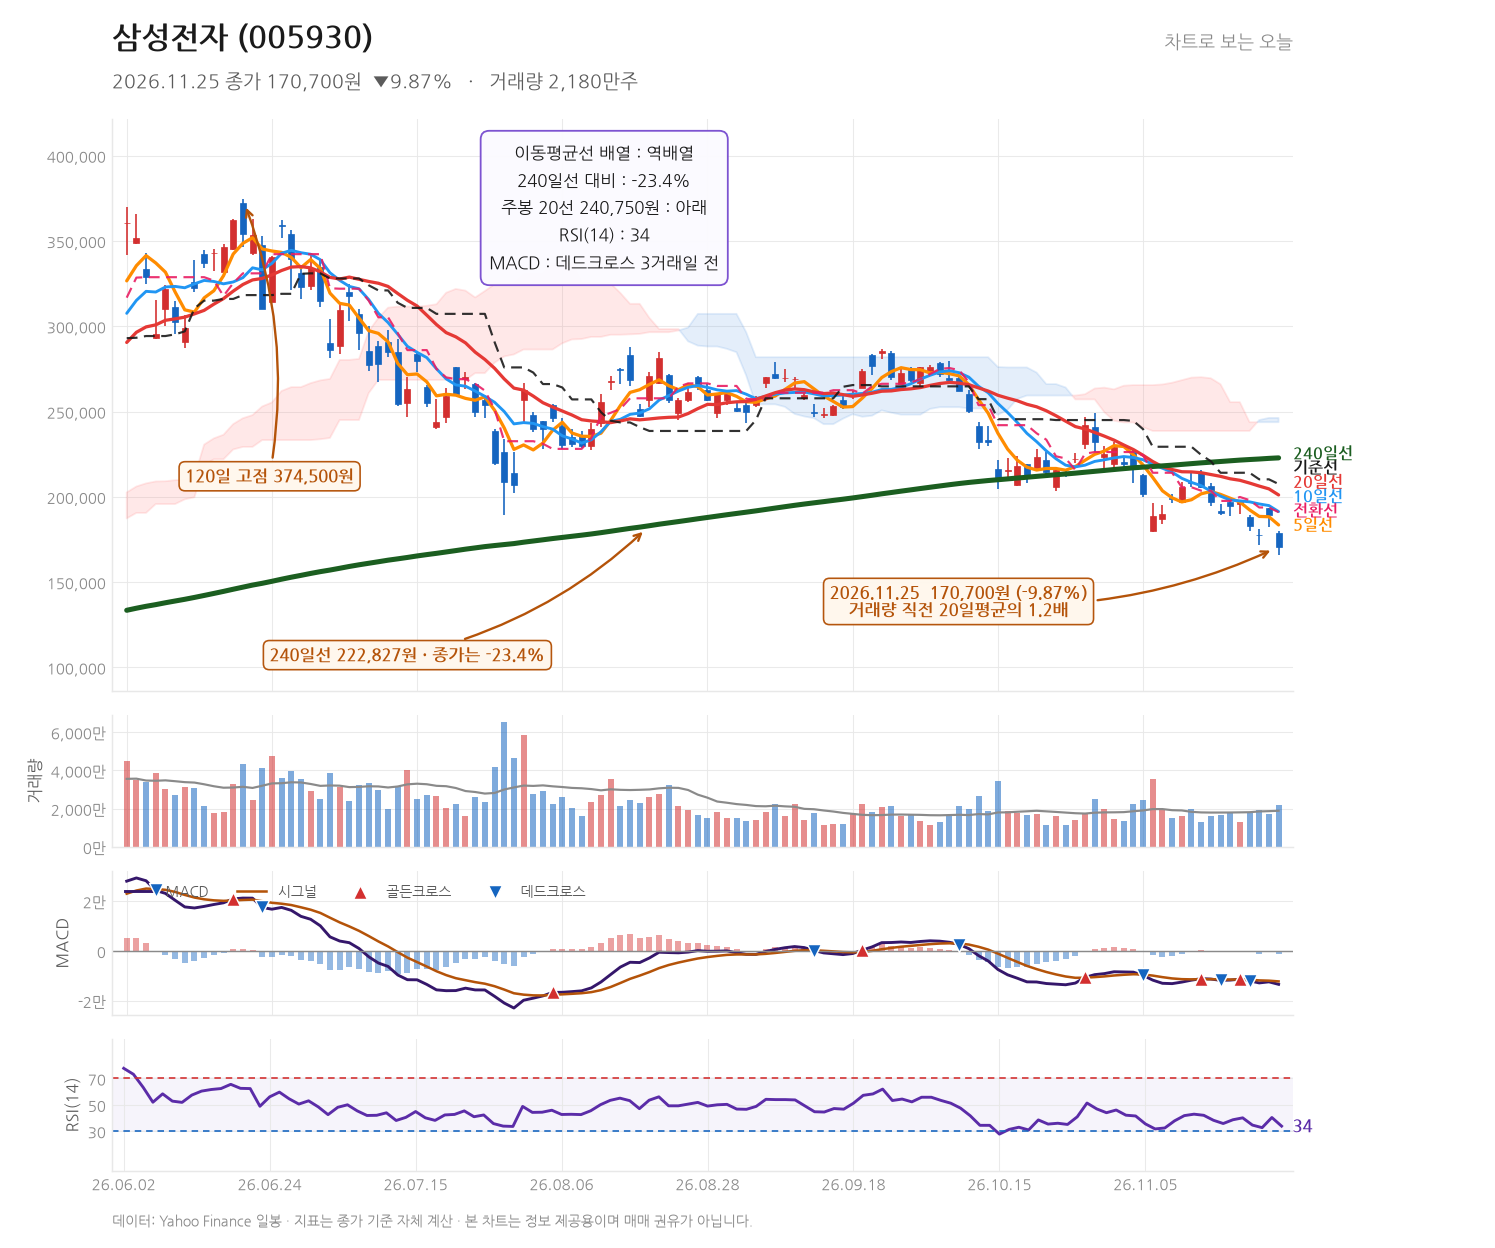 삼성전자 (005930)
차트로 보는 오늘
2026.11.25 종가 170,700원 ▼9.87% · 거래량 2,180만주
이동평균선 배열 : 역배열
240일선 대비 : -23.4%
주봉 20선 240,750원 : 아래
RSI(14) : 34
MACD : 데드크로스 3거래일 전
400,000
350,000
300,000
250,000
200,000
150,000
100,000
120일 고점 374,500원
240일선 222,827원 · 종가는 -23.4%
2026.11.25 170,700원 (-9.87%)
거래량 직전 20일평균의 1.2배
240일선
기준선
20일선
10일선
전환선
5일선
거래량
6,000만
4,000만
2,000만
0만
MACD
MACD
시그널
골든크로스
데드크로스
2만
0
-2만
RSI(14)
70
50
30
34
26.06.02
26.06.24
26.07.15
26.08.06
26.08.28
26.09.18
26.10.15
26.11.05
데이터: Yahoo Finance 일봉 · 지표는 종가 기준 자체 계산 · 본 차트는 정보 제공용이며 매매 권유가 아닙니다.